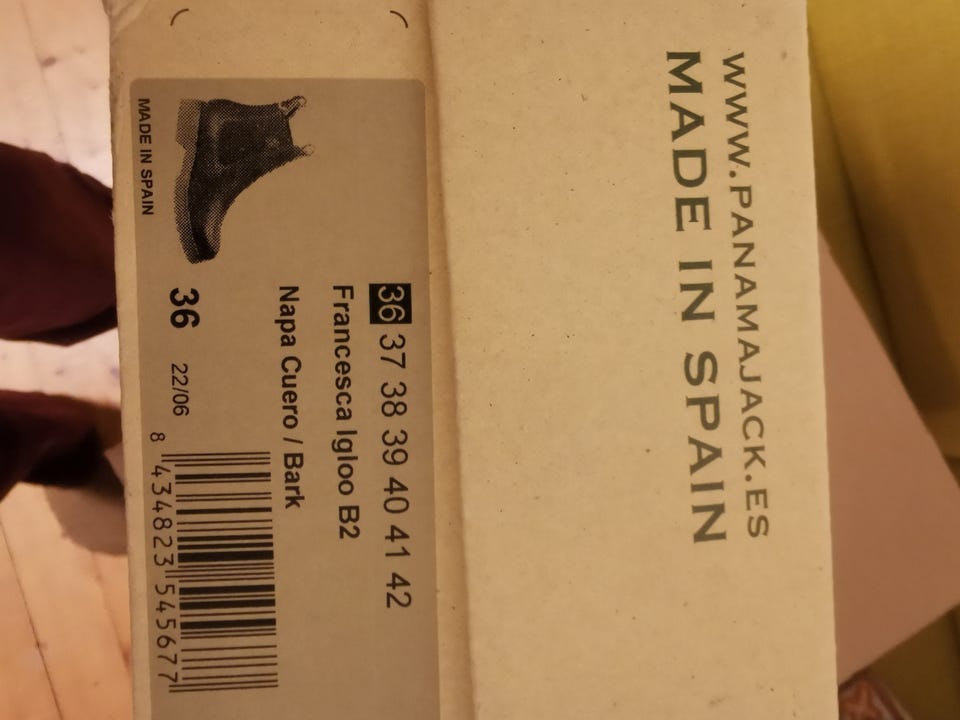 WWW.PANAMAJACK.ES
MADE IN SPAIN
36 37 38 39 40 41 42
Francesca Igloo B2
Napa Cuero / Bark
36 22/06
8 434823 545677
MADE IN SPAIN